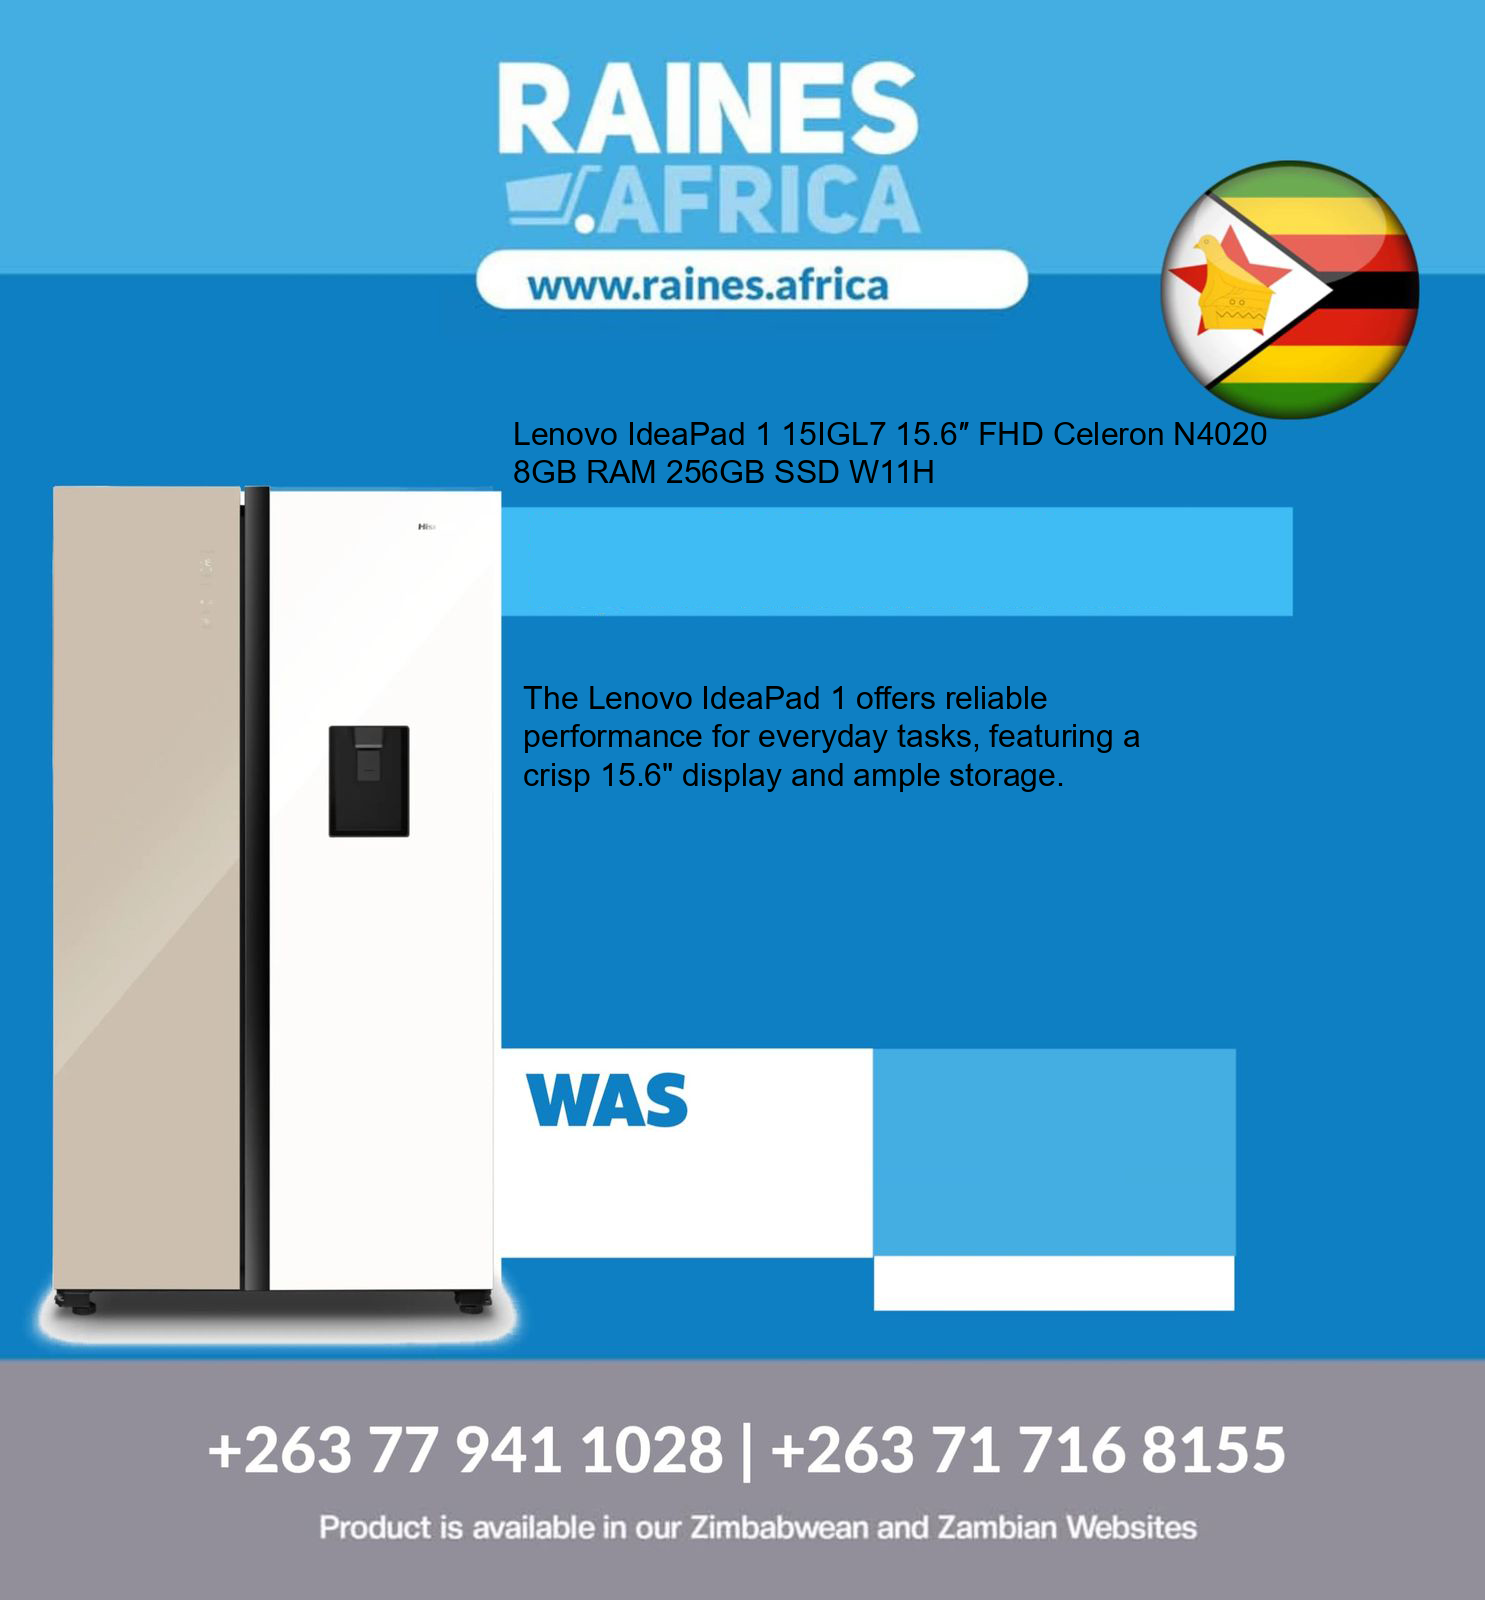 RAINES
.AFRICA
www.raines.africa
Lenovo IdeaPad 1 15IGL7 15.6″ FHD Celeron N4020
8GB RAM 256GB SSD W11H
The Lenovo IdeaPad 1 offers reliable
performance for everyday tasks, featuring a
crisp 15.6" display and ample storage.
WAS
+263 77 941 1028 | +263 71 716 8155
Product is available in our Zimbabwean and Zambian Websites